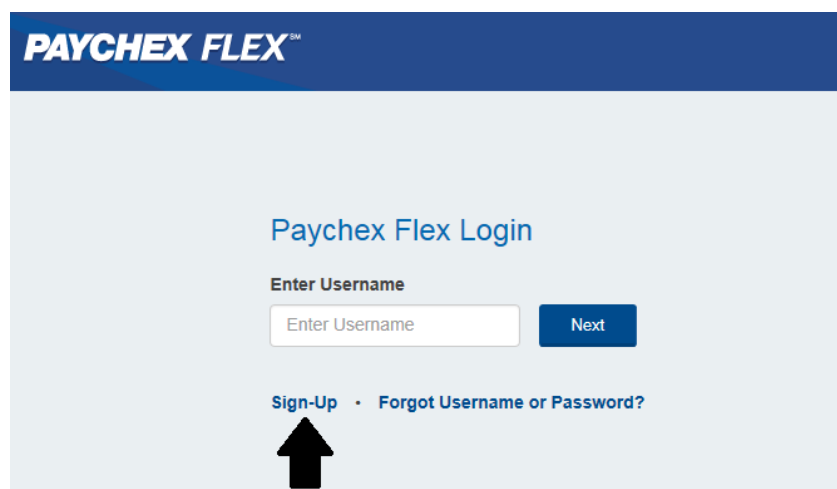 PAYCHEX FLEX℠
Paychex Flex Login
Enter Username
Enter Username
Next
Sign-Up • Forgot Username or Password?